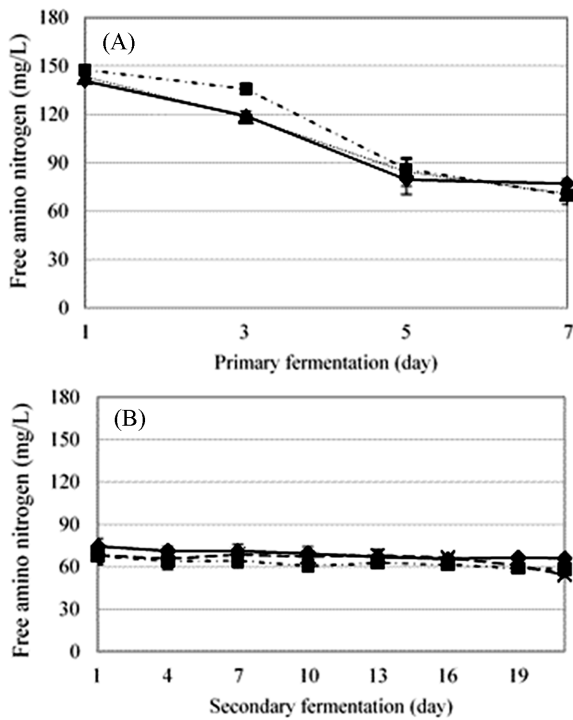 Free amino nitrogen (mg/L)
180
150
120
90
60
30
0
(A)
1 3 5 7
Primary fermentation (day)
Free amino nitrogen (mg/L)
180
150
120
90
60
30
0
(B)
1 4 7 10 13 16 19
Secondary fermentation (day)